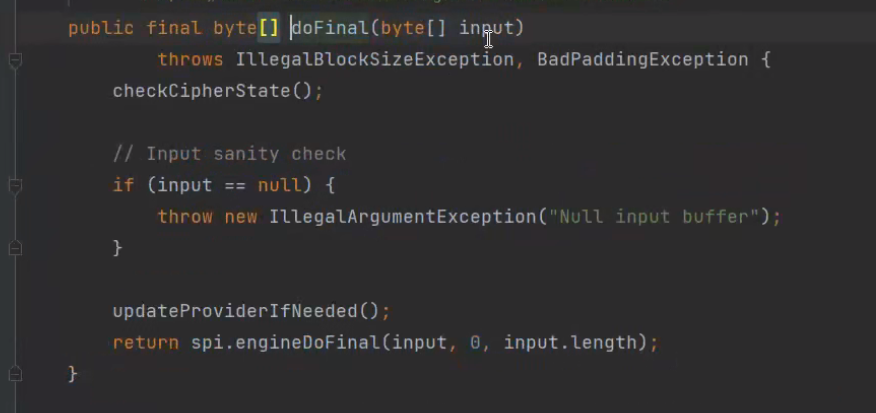 public final byte[] doFinal(byte[] input)
        throws IllegalBlockSizeException, BadPaddingException {
    checkCipherState();

    // Input sanity check
    if (input == null) {
        throw new IllegalArgumentException("Null input buffer");
    }

    updateProviderIfNeeded();
    return spi.engineDoFinal(input, 0, input.length);
}